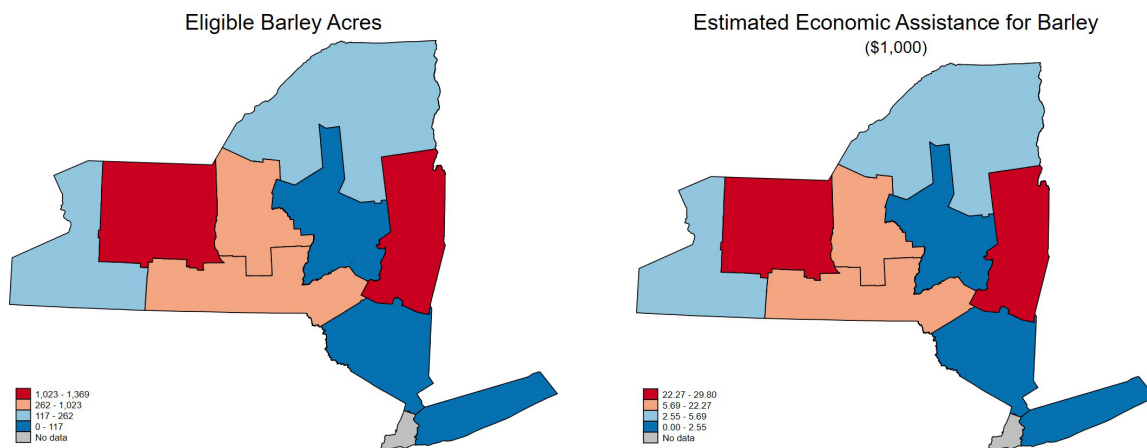 Eligible Barley Acres
1,023 - 1,369
262 - 1,023
117 - 262
0 - 117
No data
Estimated Economic Assistance for Barley
($1,000)
22.27 - 29.80
5.69 - 22.27
2.55 - 5.69
0.00 - 2.55
No data